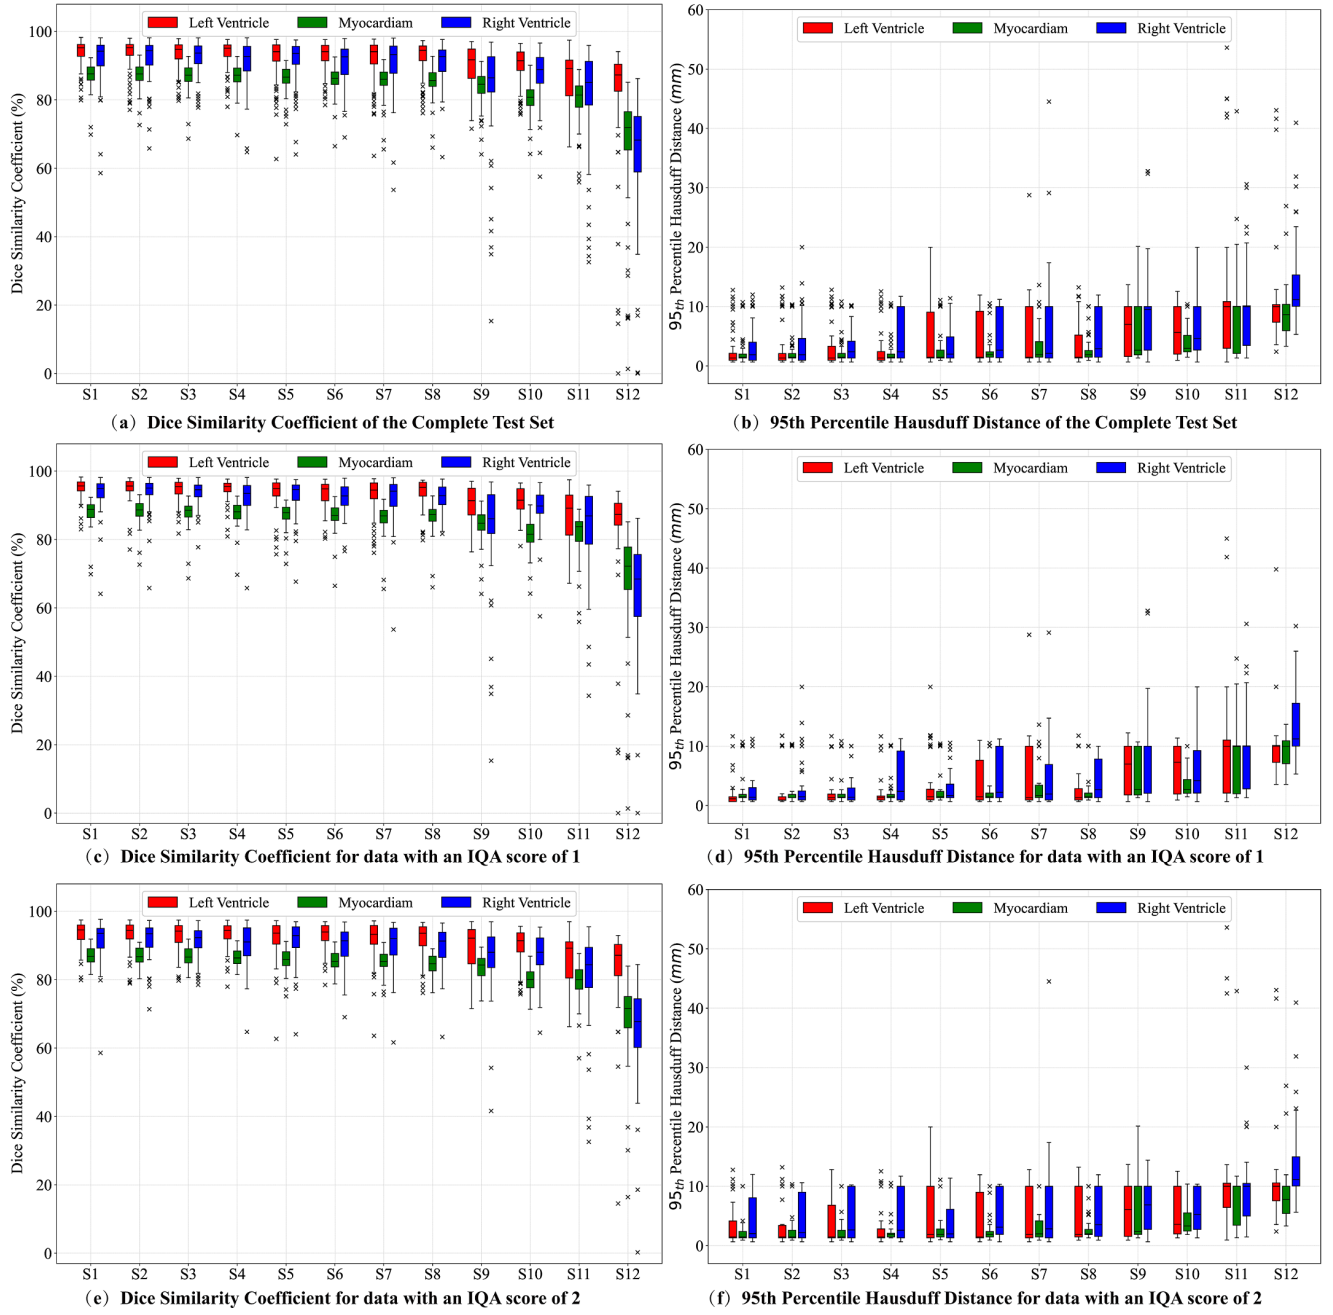 Left Ventricle Myocardiam Right Ventricle
Dice Similarity Coefficient (%)
100
80
60
40
20
0
S1 S2 S3 S4 S5 S6 S7 S8 S9 S10 S11 S12
(a) Dice Similarity Coefficient of the Complete Test Set
Left Ventricle Myocardiam Right Ventricle
95th Percentile Hausduff Distance (mm)
60
50
40
30
20
10
0
S1 S2 S3 S4 S5 S6 S7 S8 S9 S10 S11 S12
(b) 95th Percentile Hausduff Distance of the Complete Test Set
Left Ventricle Myocardiam Right Ventricle
Dice Similarity Coefficient (%)
100
80
60
40
20
0
S1 S2 S3 S4 S5 S6 S7 S8 S9 S10 S11 S12
(c) Dice Similarity Coefficient for data with an IQA score of 1
Left Ventricle Myocardiam Right Ventricle
95th Percentile Hausduff Distance (mm)
60
50
40
30
20
10
0
S1 S2 S3 S4 S5 S6 S7 S8 S9 S10 S11 S12
(d) 95th Percentile Hausduff Distance for data with an IQA score of 1
Left Ventricle Myocardiam Right Ventricle
Dice Similarity Coefficient (%)
100
80
60
40
20
0
S1 S2 S3 S4 S5 S6 S7 S8 S9 S10 S11 S12
(e) Dice Similarity Coefficient for data with an IQA score of 2
Left Ventricle Myocardiam Right Ventricle
95th Percentile Hausduff Distance (mm)
60
50
40
30
20
10
0
S1 S2 S3 S4 S5 S6 S7 S8 S9 S10 S11 S12
(f) 95th Percentile Hausduff Distance for data with an IQA score of 2